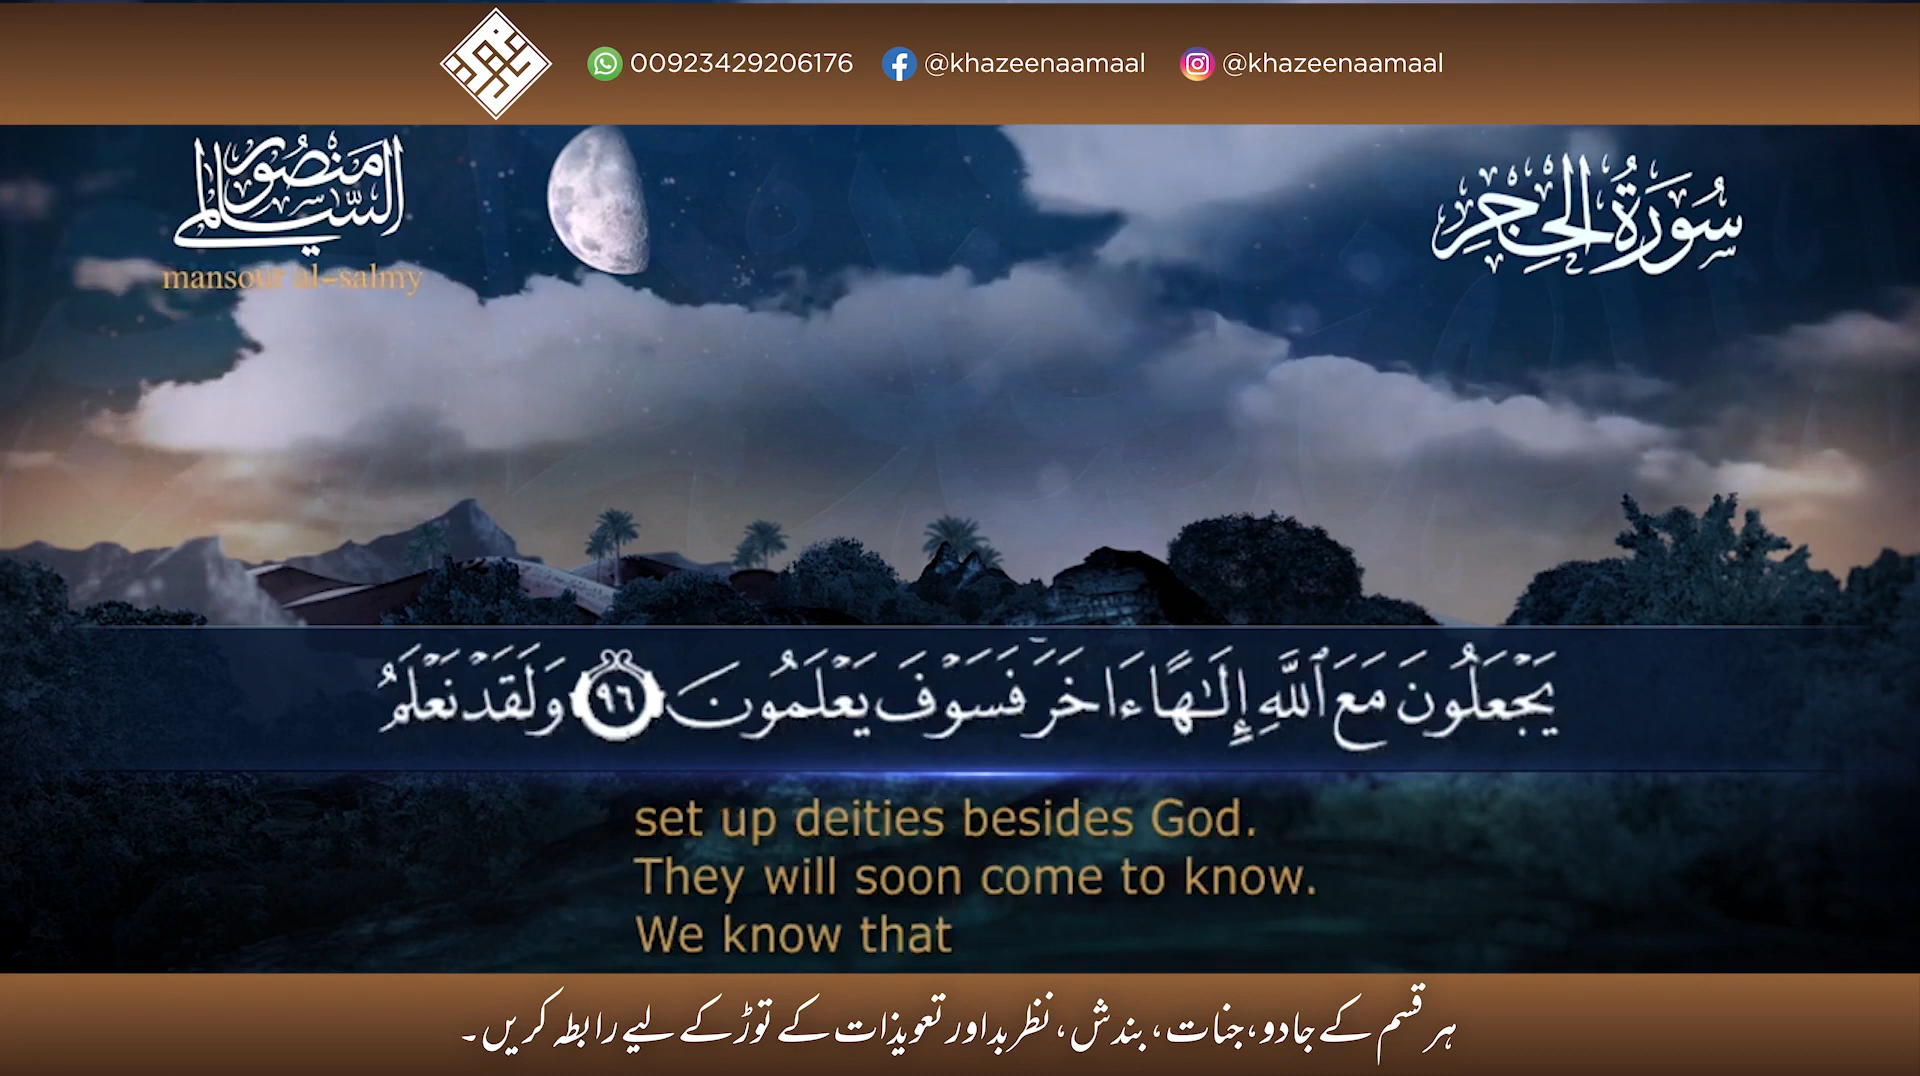 00923429206176 @khazeenaamaal @khazeenaamaal
منصور
السالمي
mansour al-salmy
سُورَةُ الحِجْرِ
يَجْعَلُونَ مَعَ ٱللَّهِ إِلَـٰهًا ءَاخَرَ ۚ فَسَوْفَ يَعْلَمُونَ ٩٦ وَلَقَدْ نَعْلَمُ
set up deities besides God.
They will soon come to know.
We know that
ہر قسم کے جادو، جنات، بندش، نظر بد اور تعویذات کے توڑ کے لیے رابطہ کریں۔